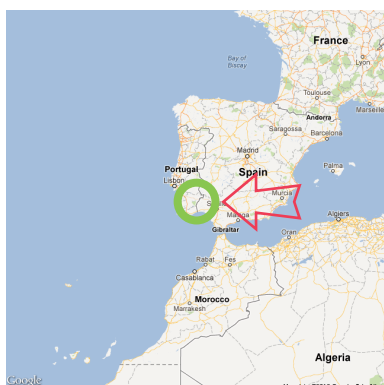 France
Lyon
Bay of
Biscay
Toulouse
Marseille
Andorra
Saragossa
Barcelona
Madrid
Portugal
Spain
Palma
Lisbon
Murcia
Malaga
Algiers
Gibraltar
Oran
Rabat
Fes
Casablanca
Morocco
Marrakesh
Algeria
Google